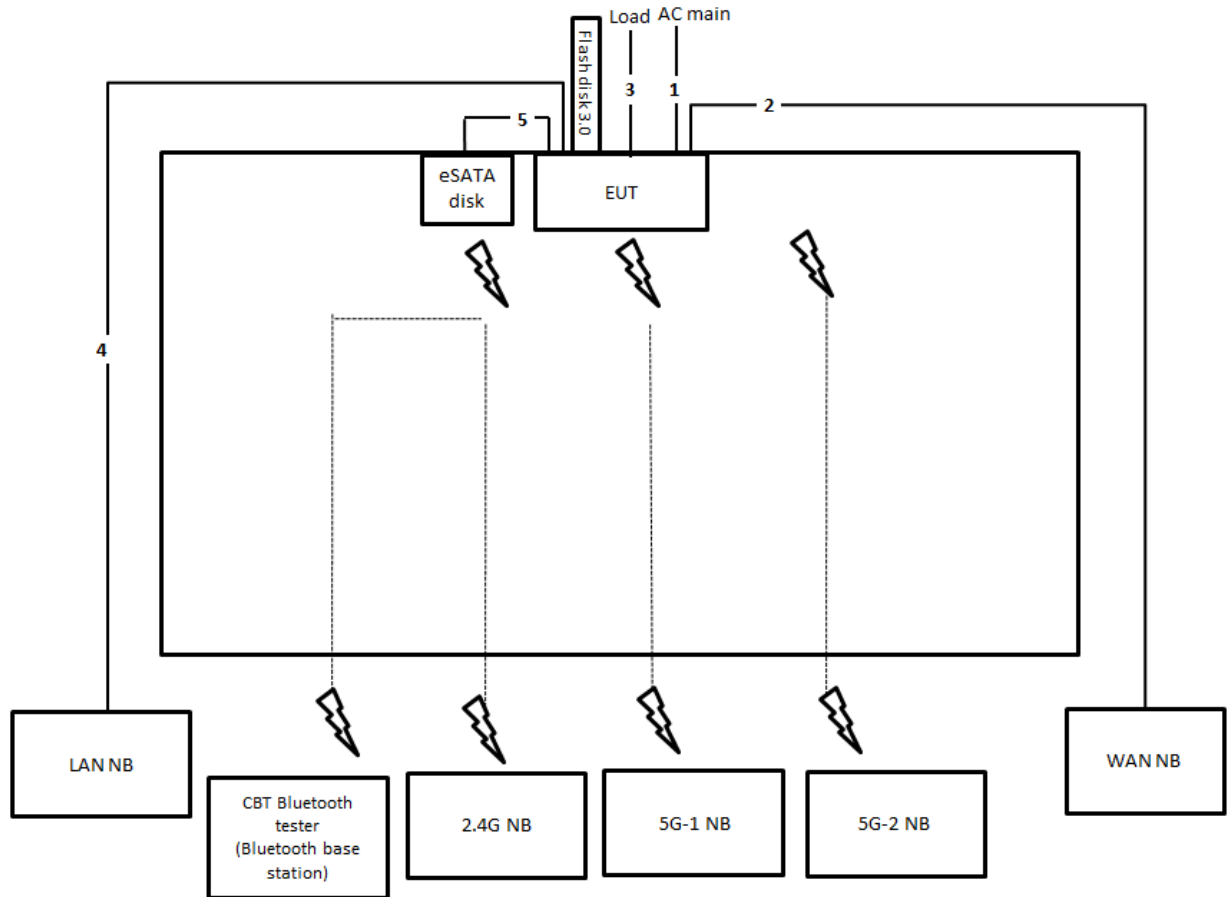 Load
AC main
Flash disk 3.0
3
1
2
5
eSATA
disk
EUT
4
LAN NB
WAN NB
CBT Bluetooth
tester
(Bluetooth base
station)
2.4G NB
5G-1 NB
5G-2 NB